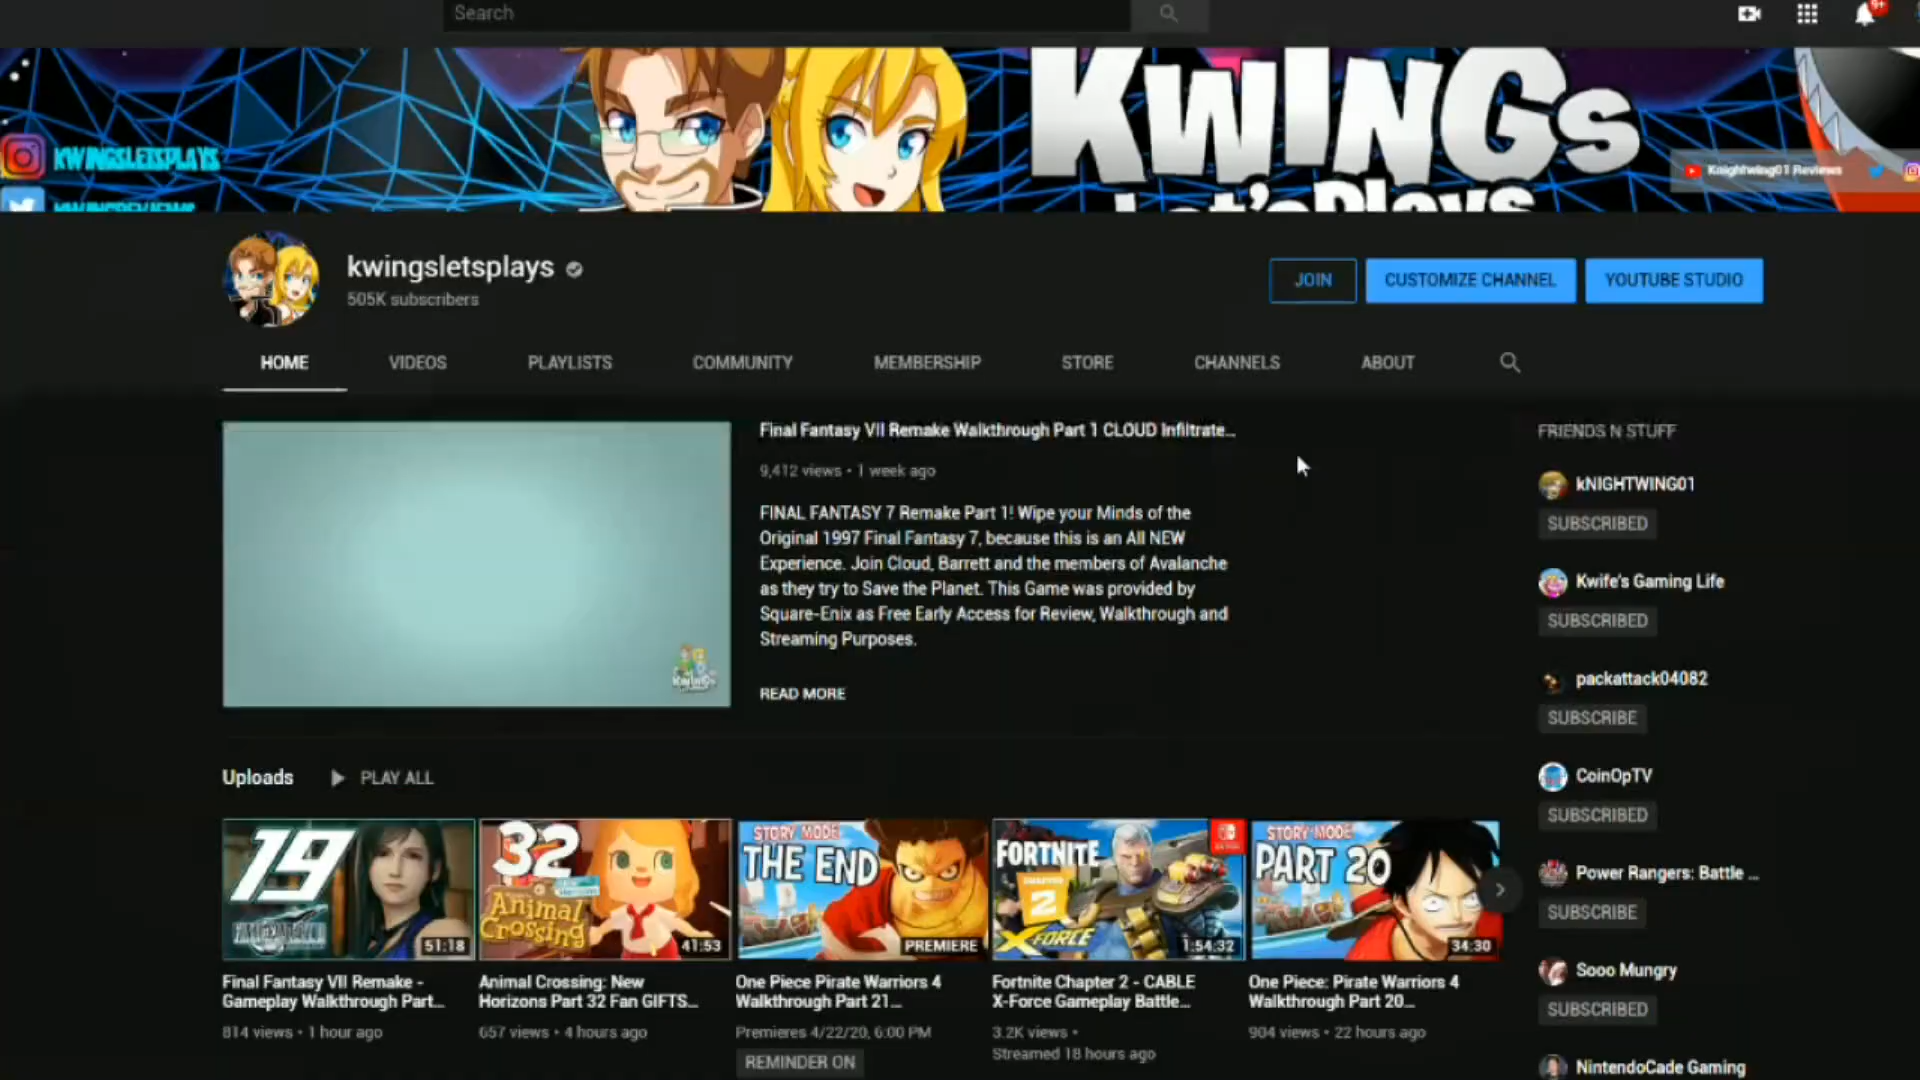 Search
9+
KWINGSLETSPLAYS
KWINGREVIEWS
KWINGs
Let'sPlays
Knightwing01 Reviews
kwingsletsplays
505K subscribers
JOIN
CUSTOMIZE CHANNEL
YOUTUBE STUDIO
HOME
VIDEOS
PLAYLISTS
COMMUNITY
MEMBERSHIP
STORE
CHANNELS
ABOUT
Final Fantasy VII Remake Walkthrough Part 1 CLOUD Infiltrate...
9,412 views • 1 week ago
FINAL FANTASY 7 Remake Part 1! Wipe your Minds of the
Original 1997 Final Fantasy 7, because this is an All NEW
Experience. Join Cloud, Barrett and the members of Avalanche
as they try to Save the Planet. This Game was provided by
Square-Enix as Free Early Access for Review, Walkthrough and
Streaming Purposes.
READ MORE
KWINGs
FRIENDS N STUFF
kNIGHTWING01
SUBSCRIBED
Kwife's Gaming Life
SUBSCRIBED
packattack04082
SUBSCRIBE
CoinOpTV
SUBSCRIBED
Power Rangers: Battle ...
SUBSCRIBE
Sooo Mungry
SUBSCRIBED
NintendoCade Gaming
Uploads
PLAY ALL
19
51:18
Final Fantasy VII Remake -
Gameplay Walkthrough Part...
814 views • 1 hour ago
32
Animal
Crossing
41:53
Animal Crossing: New
Horizons Part 32 Fan GIFTS...
657 views • 4 hours ago
STORY MODE
THE END
PREMIERE
One Piece Pirate Warriors 4
Walkthrough Part 21...
Premieres 4/22/20, 6:00 PM
REMINDER ON
FORTNITE
CHAPTER
2
X-FORCE
1:54:32
Fortnite Chapter 2 - CABLE
X-Force Gameplay Battle...
3.2K views •
Streamed 18 hours ago
STORY MODE
PART 20
34:30
One Piece: Pirate Warriors 4
Walkthrough Part 20...
904 views • 22 hours ago